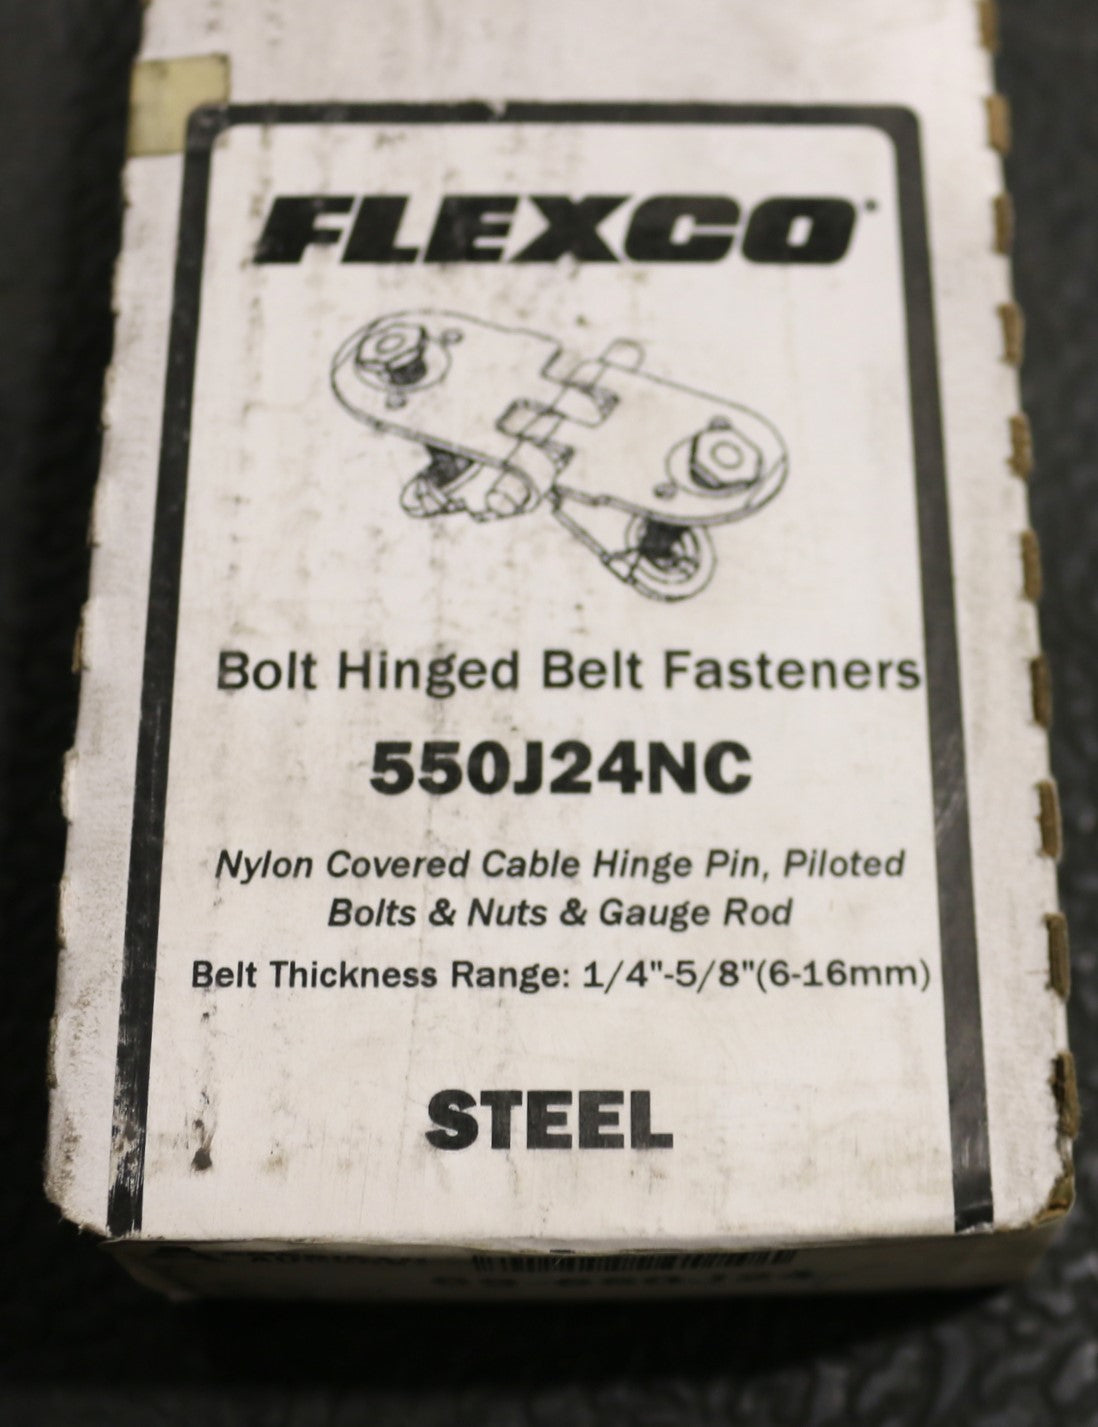 FLEXCO
Bolt Hinged Belt Fasteners
550J24NC
Nylon Covered Cable Hinge Pin, Piloted
Bolts & Nuts & Gauge Rod
Belt Thickness Range: 1/4"-5/8"(6-16mm)
STEEL